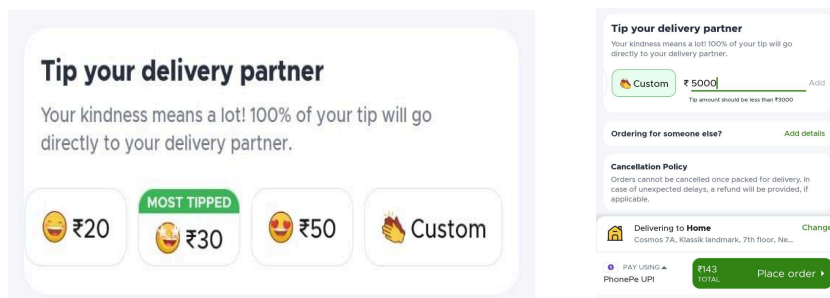 Tip your delivery partner
Your kindness means a lot! 100% of your tip will go
directly to your delivery partner.
MOST TIPPED
₹20
₹30
₹50
Custom
Tip your delivery partner
Your kindness means a lot! 100% of your tip will go
directly to your delivery partner.
Custom ₹ 5000 Add
Tip amount should be less than ₹3000
Ordering for someone else? Add details
Cancellation Policy
Orders cannot be cancelled once packed for delivery. In
case of unexpected delays, a refund will be provided, if
applicable.
Delivering to Home Change
Cosmos 7A, Klassik landmark, 7th floor, Ne...
PAY USING
PhonePe UPI
₹143
TOTAL
Place order